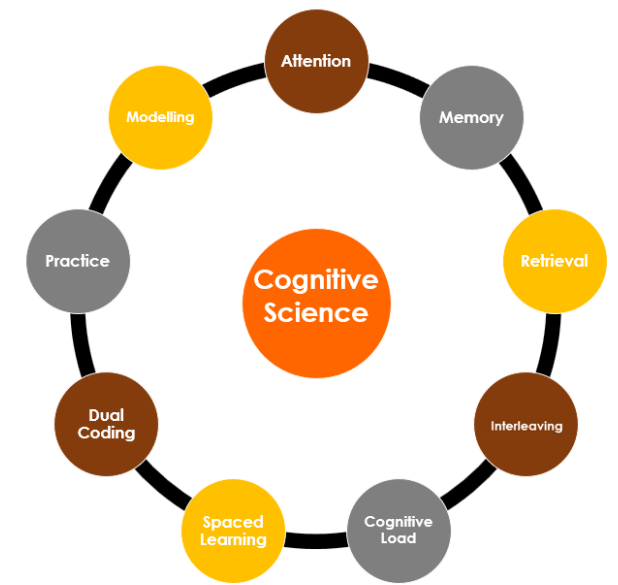 Attention
Memory
Retrieval
Interleaving
Cognitive
Load
Spaced
Learning
Dual
Coding
Practice
Modelling
Cognitive
Science